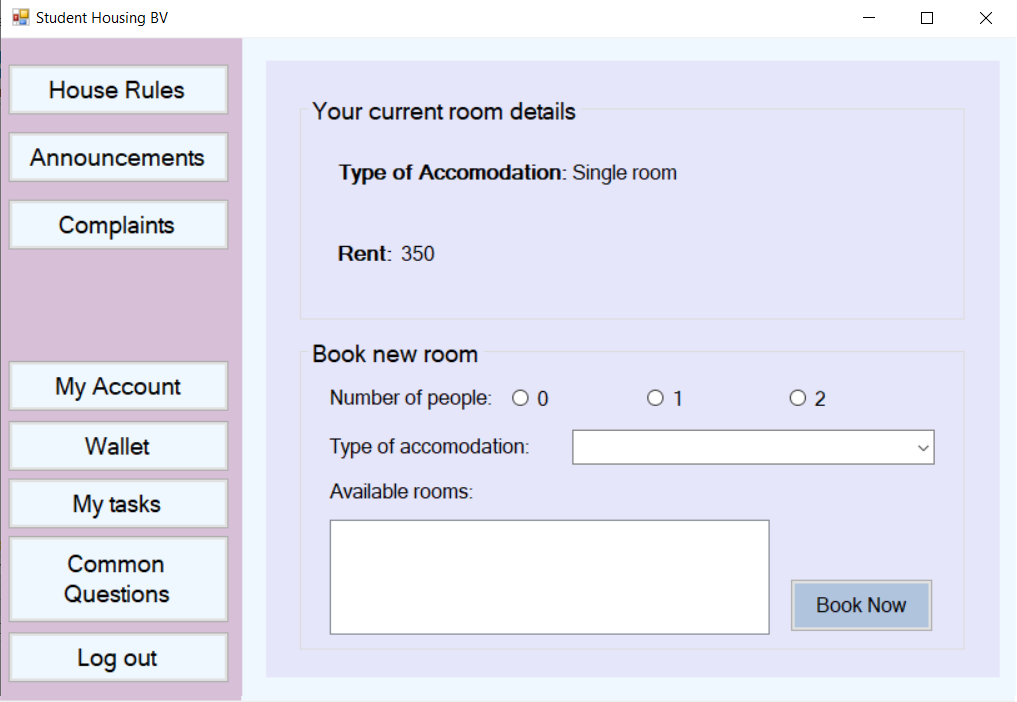 Student Housing BV
House Rules
Announcements
Complaints
My Account
Wallet
My tasks
Common
Questions
Log out
Your current room details
Type of Accomodation: Single room
Rent: 350
Book new room
Number of people: 0 1 2
Type of accomodation:
Available rooms:
Book Now